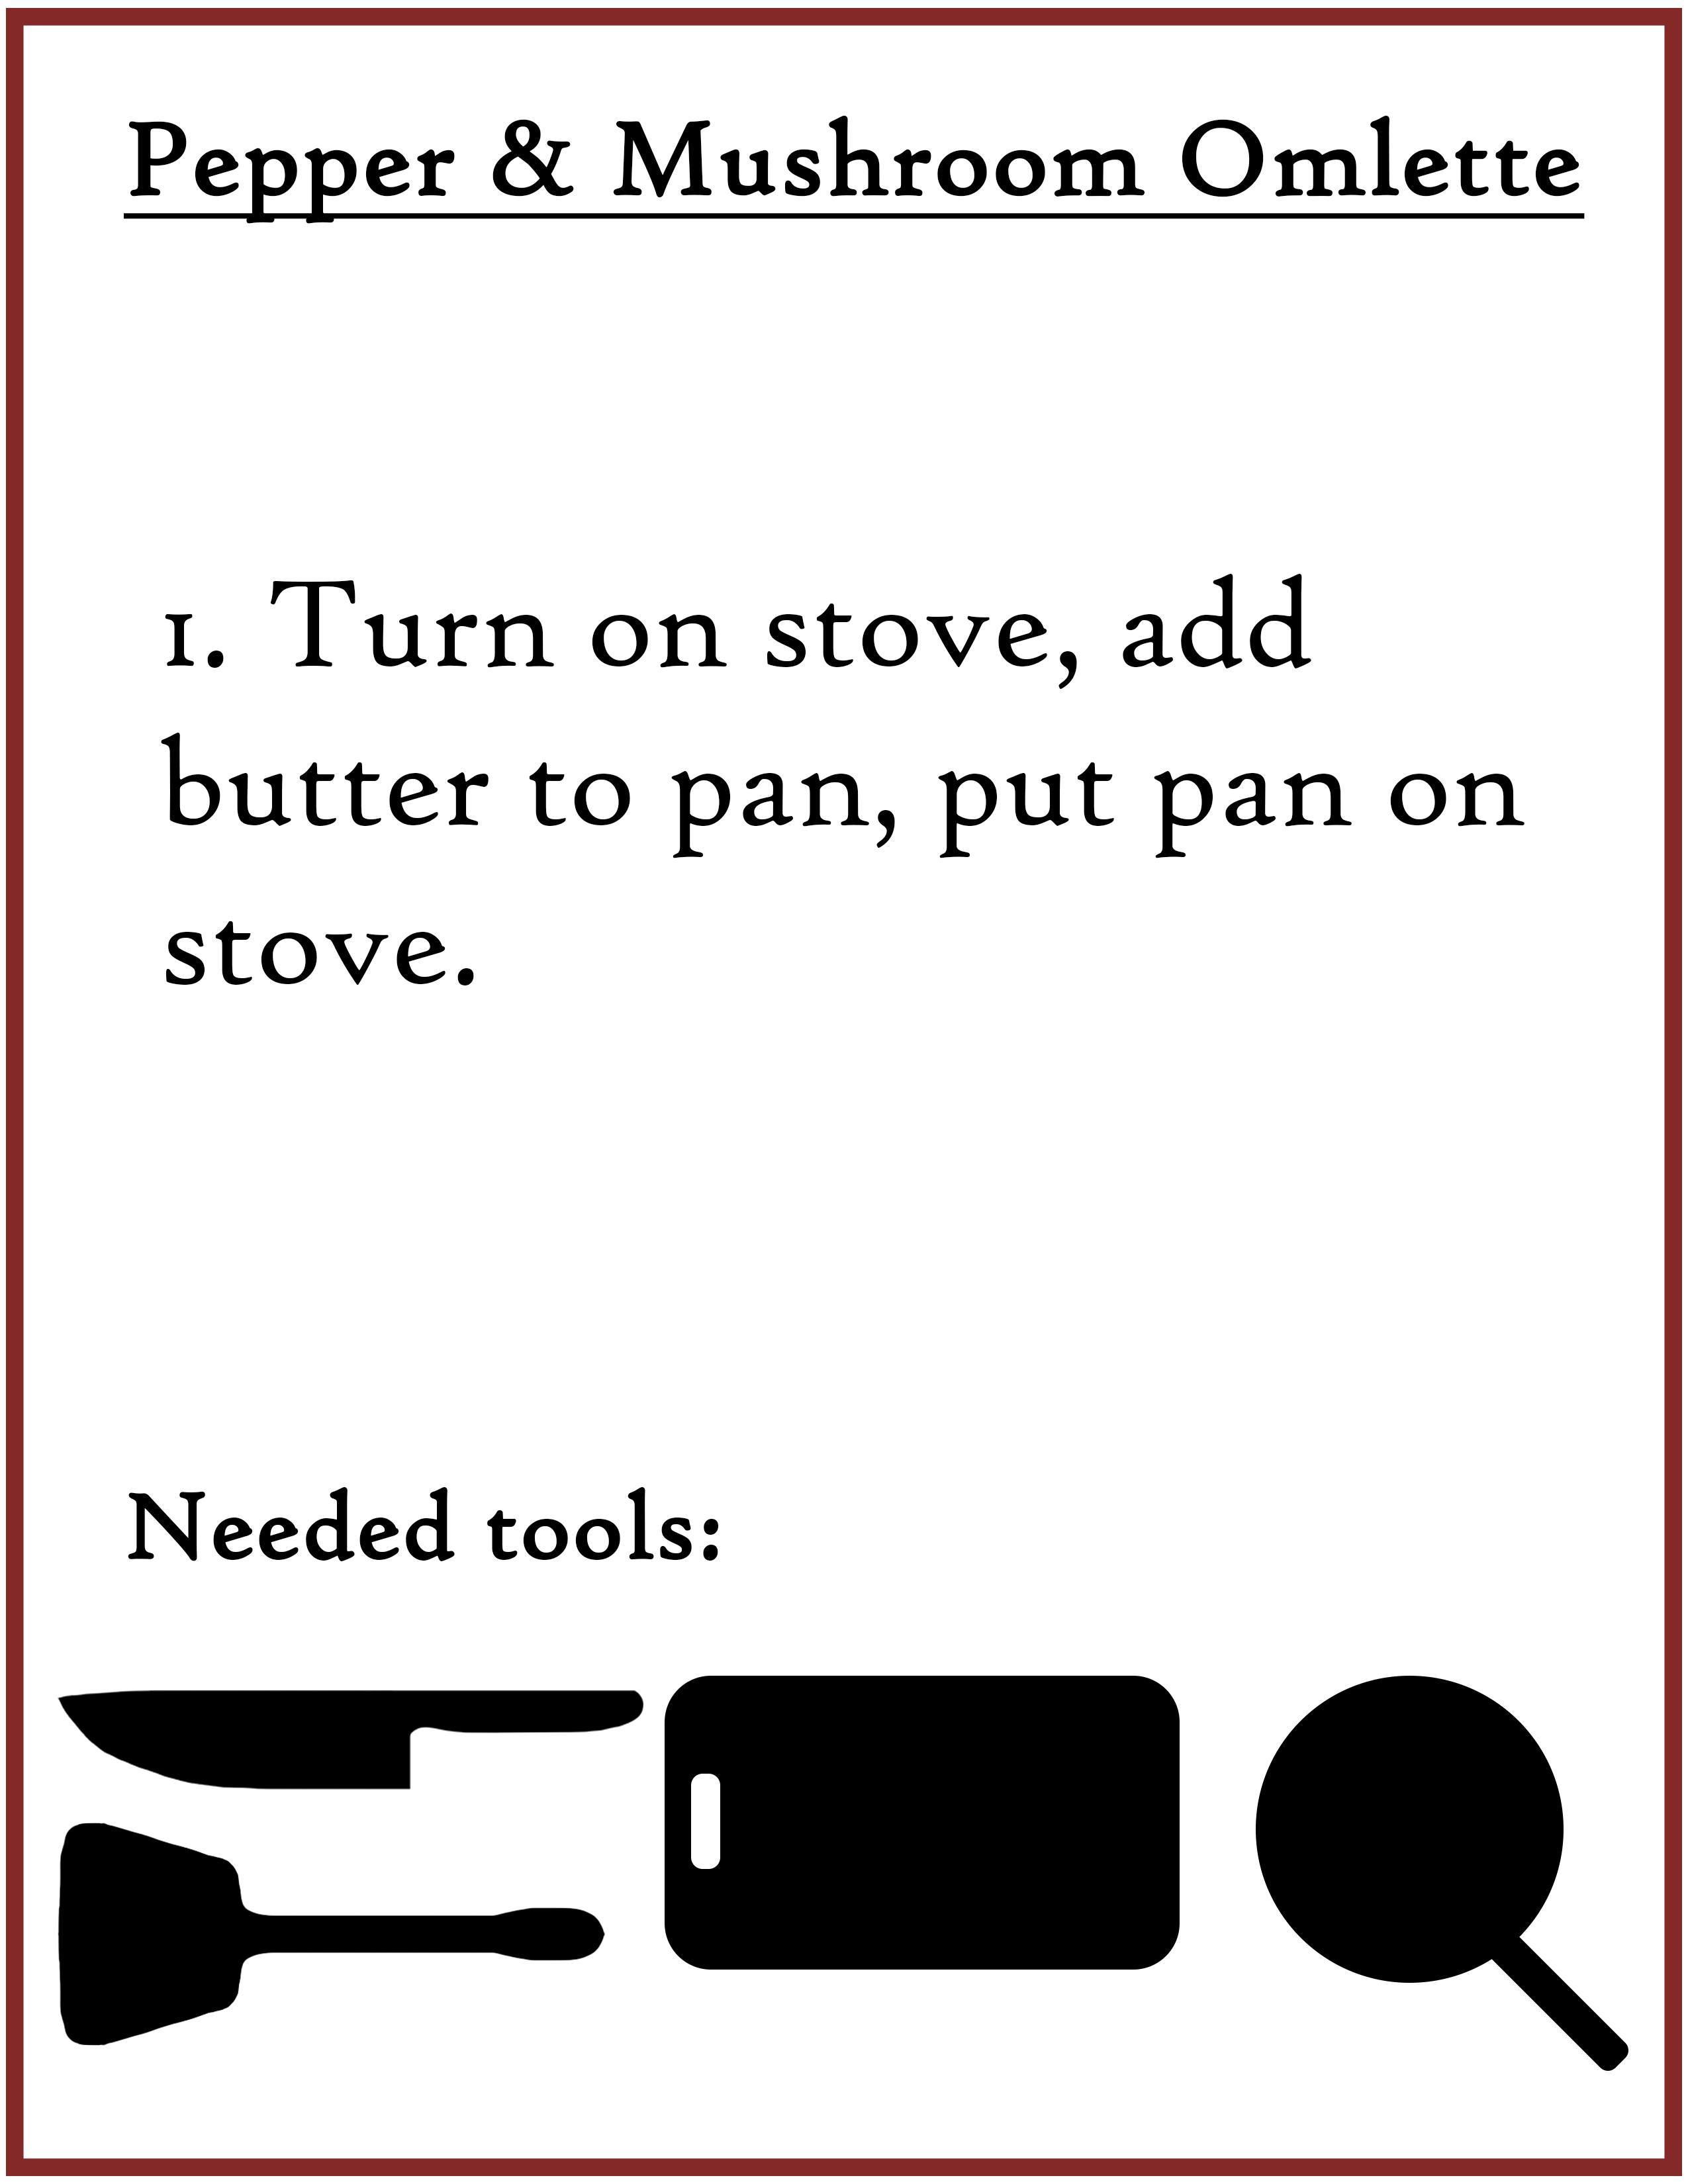 Pepper & Mushroom Omlette
1. Turn on stove, add
butter to pan, put pan on
stove.
Needed tools: